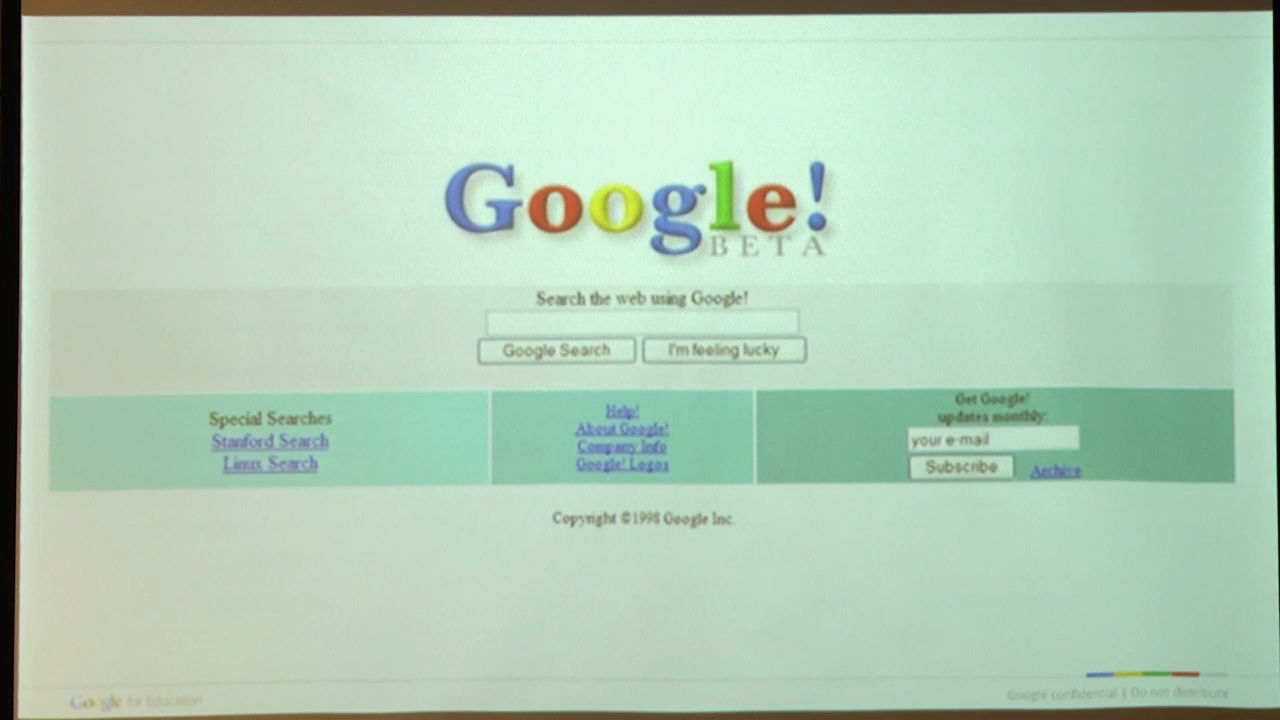 Google!
BETA
Search the web using Google!
Google Search
I'm feeling lucky
Special Searches
Stanford Search
Linux Search
Help!
About Google!
Company Info
Google! Logos
Get Google!
updates monthly:
your e-mail
Subscribe
Archive
Copyright ©1998 Google Inc.
Google for Education
Google confidential | Do not distribute